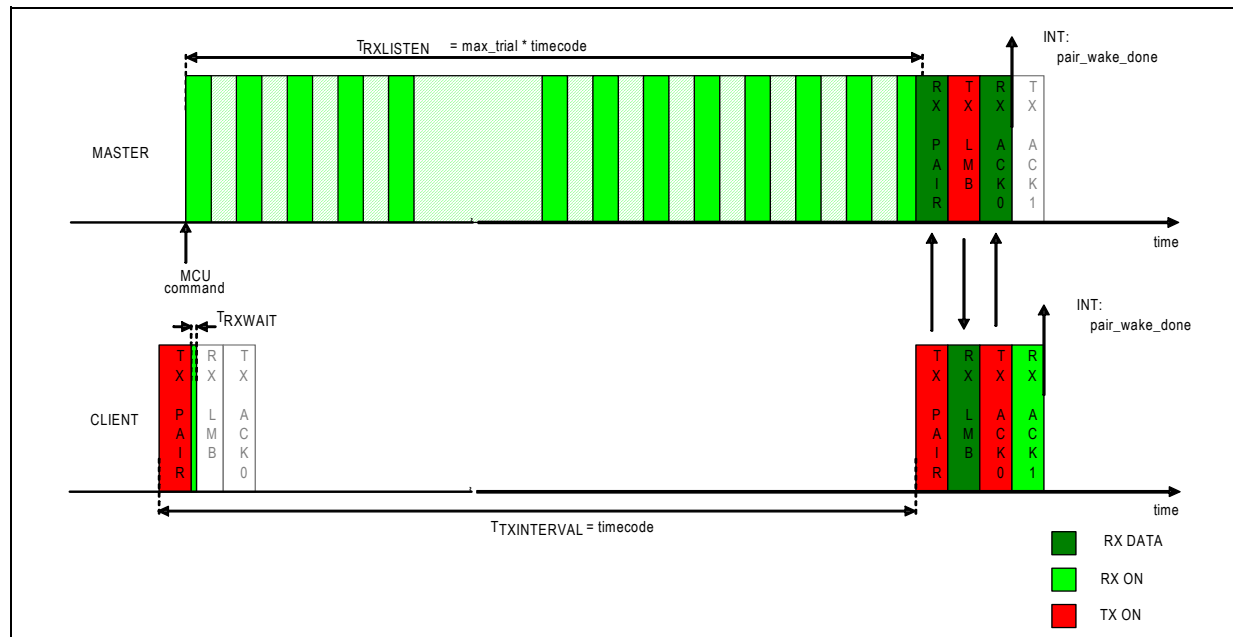 TRXLISTEN = max_trial * timecode
INT:
pair_wake_done
RX PAIR
TX LMB
RX ACK0
TX ACK1
MASTER
time
MCU
command
TRXWAIT
INT:
pair_wake_done
TX PAIR
RX LMB
TX ACK0
TX PAIR
RX LMB
TX ACK0
RX ACK1
CLIENT
time
TTXINTERVAL = timecode
RX DATA
RX ON
TX ON